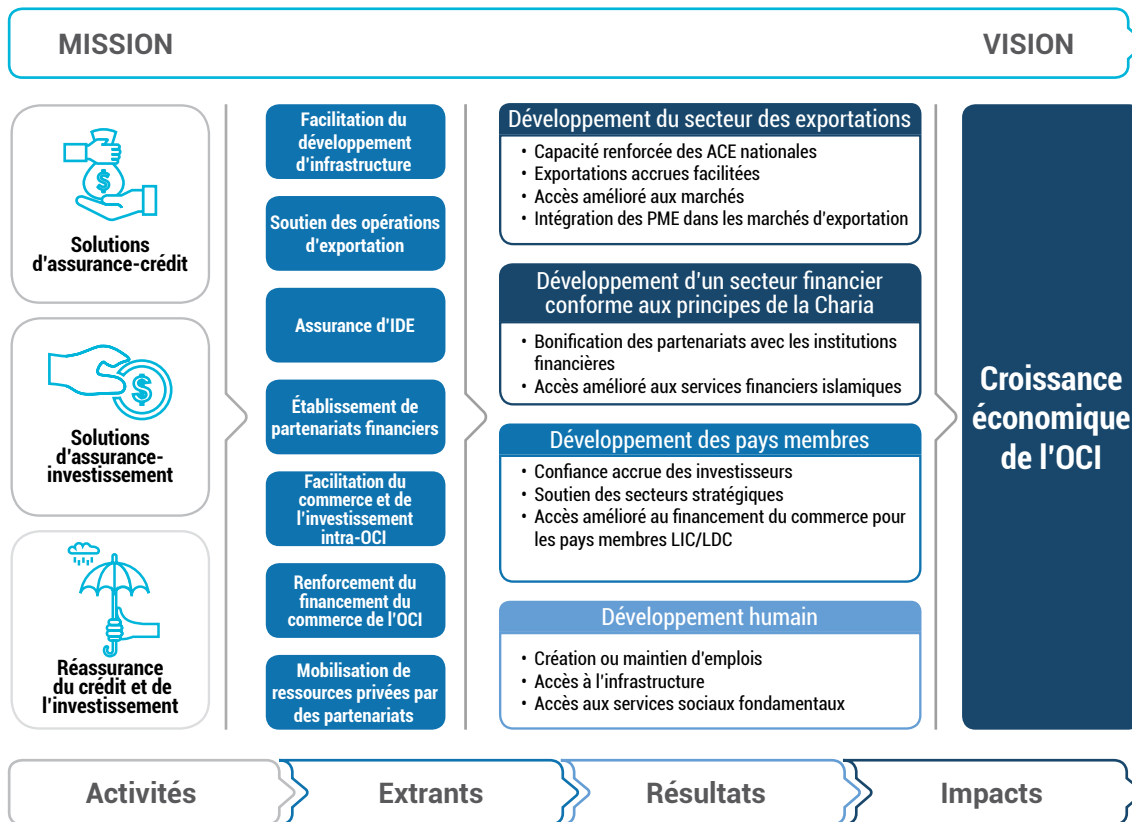 MISSION
VISION
$
Solutions
d'assurance-crédit
$
Solutions
d'assurance-
investissement
Réassurance
du crédit et de
l'investissement
Facilitation du
développement
d'infrastructure
Soutien des opérations
d'exportation
Assurance d'IDE
Établissement de
partenariats financiers
Facilitation du
commerce et de
l'investissement
intra-OCI
Renforcement du
financement du
commerce de l'OCI
Mobilisation de
ressources privées par
des partenariats
Développement du secteur des exportations
• Capacité renforcée des ACE nationales
• Exportations accrues facilitées
• Accès amélioré aux marchés
• Intégration des PME dans les marchés d'exportation
Développement d'un secteur financier
conforme aux principes de la Charia
• Bonification des partenariats avec les institutions
financières
• Accès amélioré aux services financiers islamiques
Développement des pays membres
• Confiance accrue des investisseurs
• Soutien des secteurs stratégiques
• Accès amélioré au financement du commerce pour
les pays membres LIC/LDC
Développement humain
• Création ou maintien d'emplois
• Accès à l'infrastructure
• Accès aux services sociaux fondamentaux
Croissance
économique
de l'OCI
Activités
Extrants
Résultats
Impacts